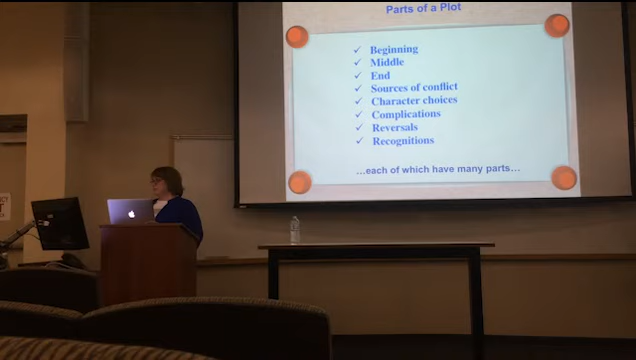 Parts of a Plot
✓ Beginning
✓ Middle
✓ End
✓ Sources of conflict
✓ Character choices
✓ Complications
✓ Reversals
✓ Recognitions
...each of which have many parts...